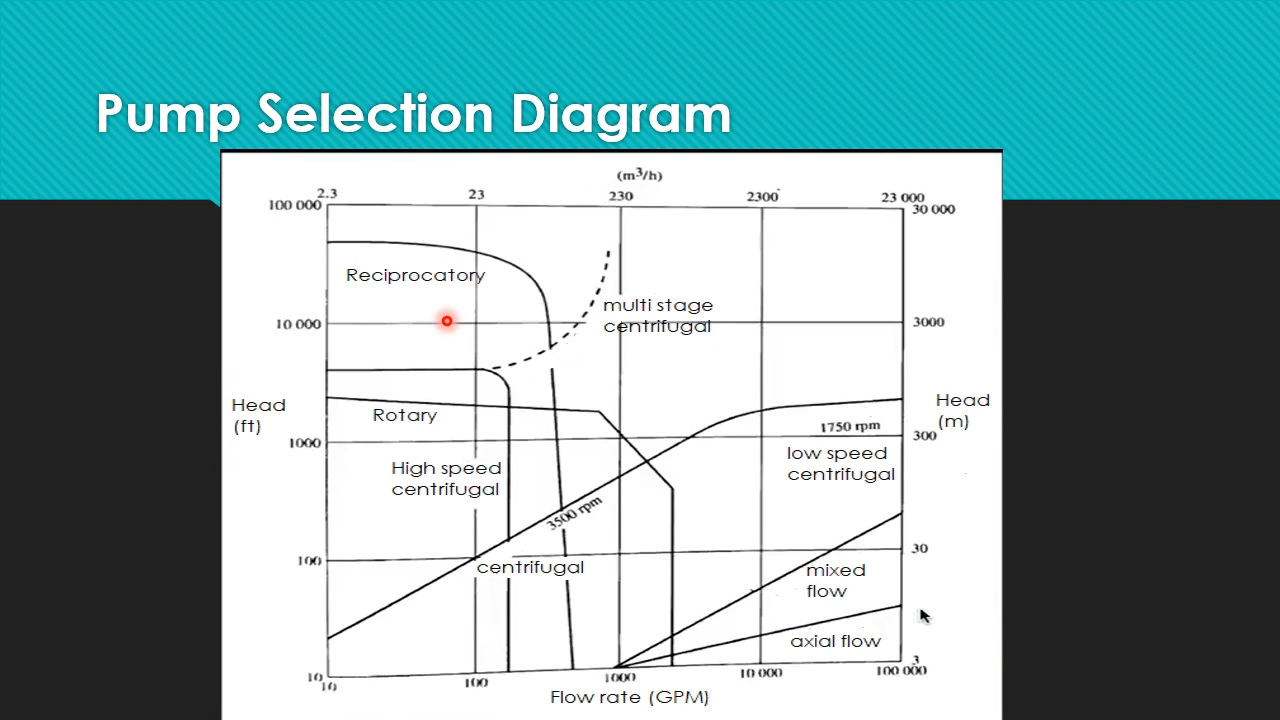 Pump Selection Diagram
(m³/h)
2.3 23 230 2300 23 000
100 000 30 000
Reciprocatory
multi stage
centrifugal
10 000 3000
Head
(ft)
Head
(m)
Rotary
1750 rpm
1000 300
low speed
centrifugal
High speed
centrifugal
3500 rpm
100 30
centrifugal
mixed
flow
axial flow
10 3
10 100 1000 10 000 100 000
Flow rate (GPM)